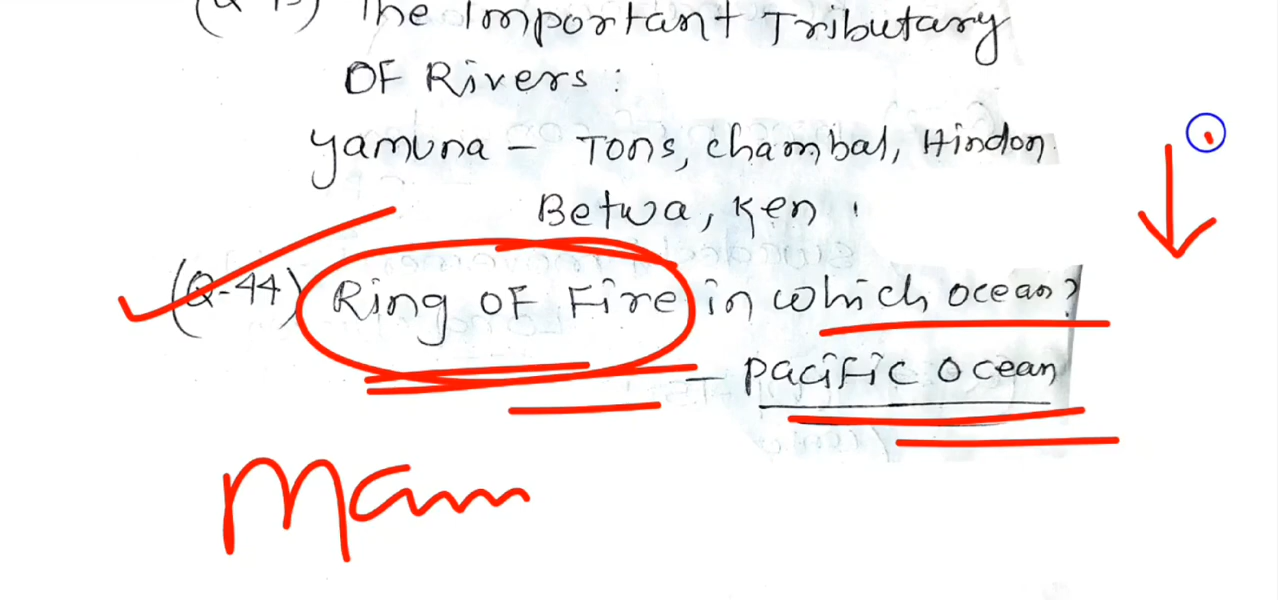 The Important Tributary
OF Rivers :
Yamuna – Tons, Chambal, Hindon
Betwa, Ken
(Q-44) Ring OF Fire in which ocean?
– Pacific Ocean